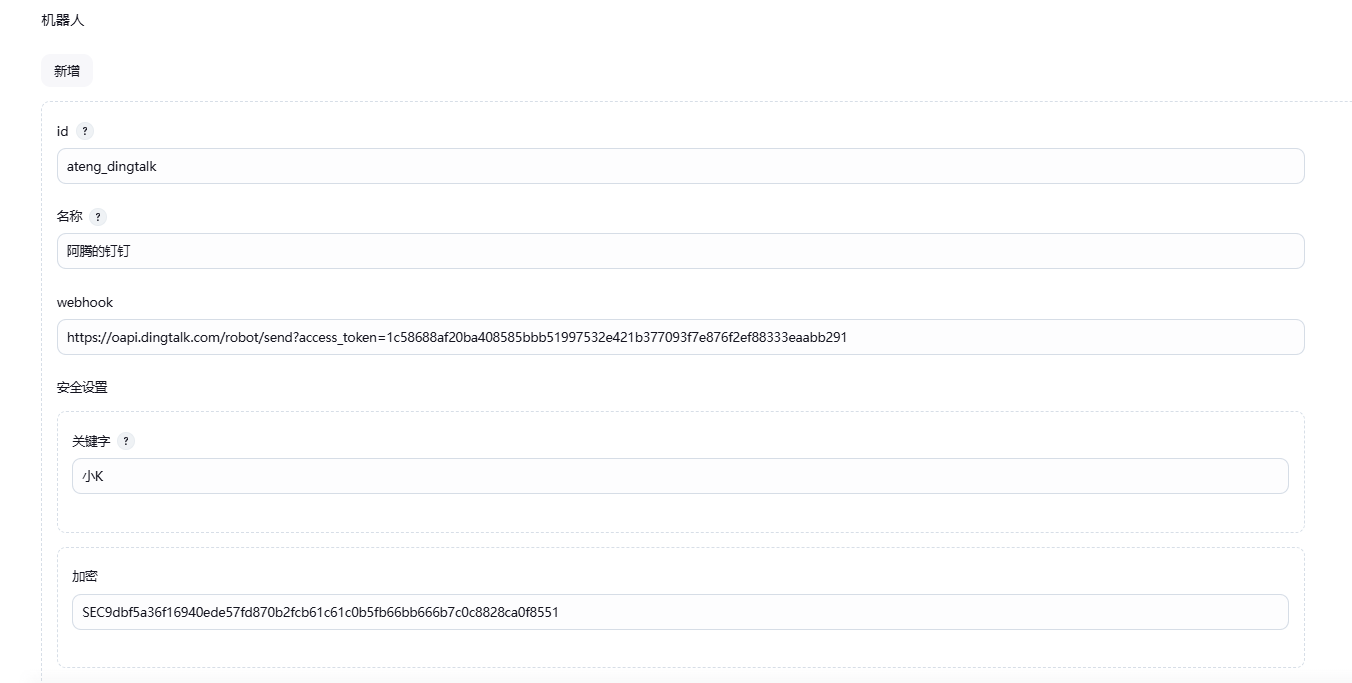 机器人
新增
id ?
ateng_dingtalk
名称 ?
阿腾的钉钉
webhook
https://oapi.dingtalk.com/robot/send?access_token=1c58688af20ba408585bbb51997532e421b377093f7e876f2ef88333eaabb291
安全设置
关键字 ?
小K
加密
SEC9dbf5a36f16940ede57fd870b2fcb61c61c0b5fb66bb666b7c0c8828ca0f8551